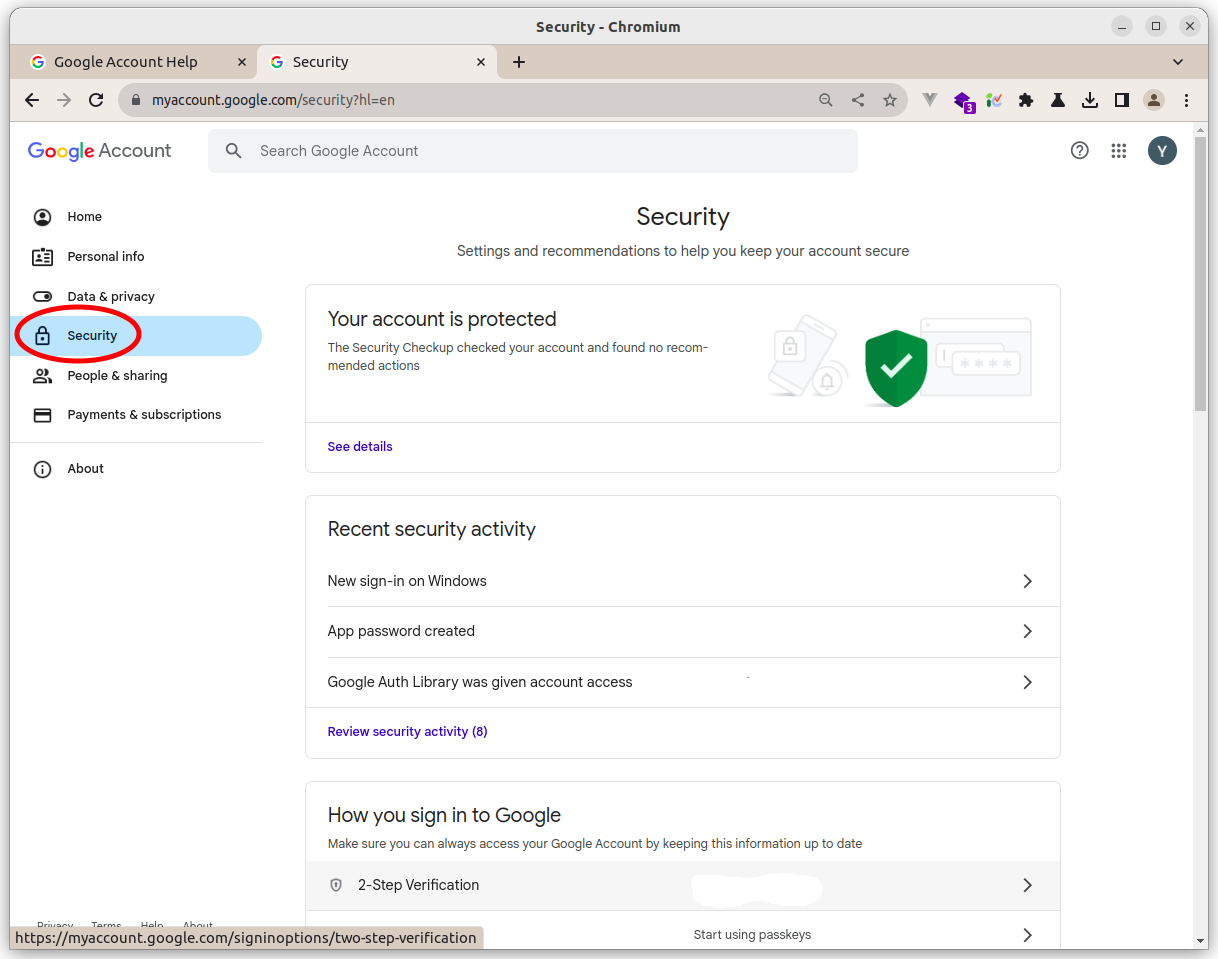 Security - Chromium
Google Account Help
Security
myaccount.google.com/security?hl=en
3
Google Account
Search Google Account
Y
Home
Personal info
Data & privacy
Security
People & sharing
Payments & subscriptions
About
Security
Settings and recommendations to help you keep your account secure
Your account is protected
The Security Checkup checked your account and found no recom-
mended actions
****
See details
Recent security activity
New sign-in on Windows
App password created
Google Auth Library was given account access
Review security activity (8)
How you sign in to Google
Make sure you can always access your Google Account by keeping this information up to date
2-Step Verification
Start using passkeys
Privacy Terms Help About
https://myaccount.google.com/signinoptions/two-step-verification